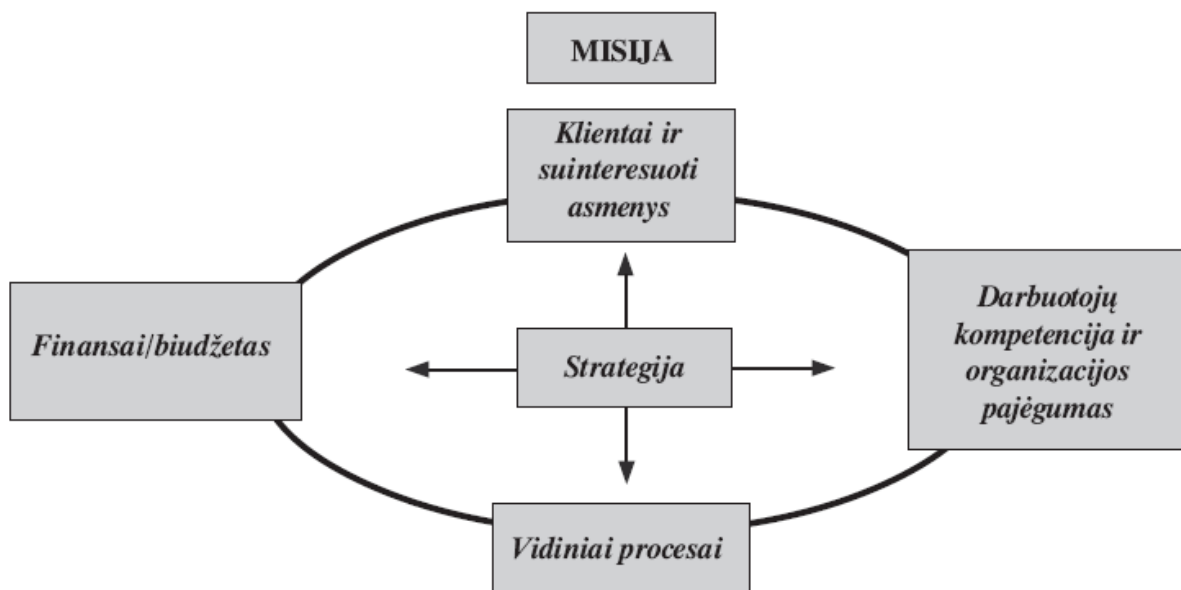 MISIJA
Klientai ir
suinteresuoti
asmenys
Finansai/biudžetas
Strategija
Darbuotojų
kompetencija ir
organizacijos
pajėgumas
Vidiniai procesai